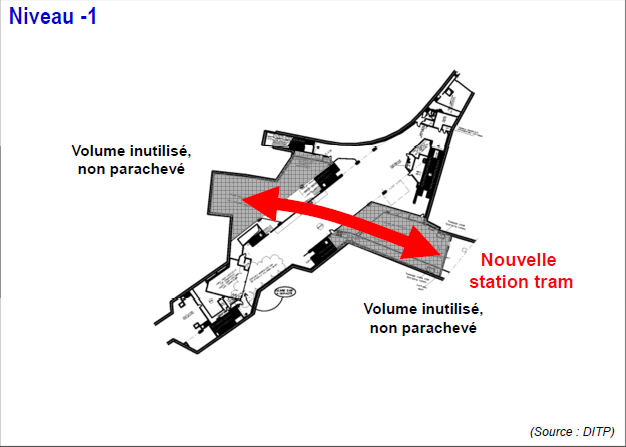 Niveau -1
Volume inutilisé,
non parachevé
Nouvelle
station tram
Volume inutilisé,
non parachevé
(Source : DITP)